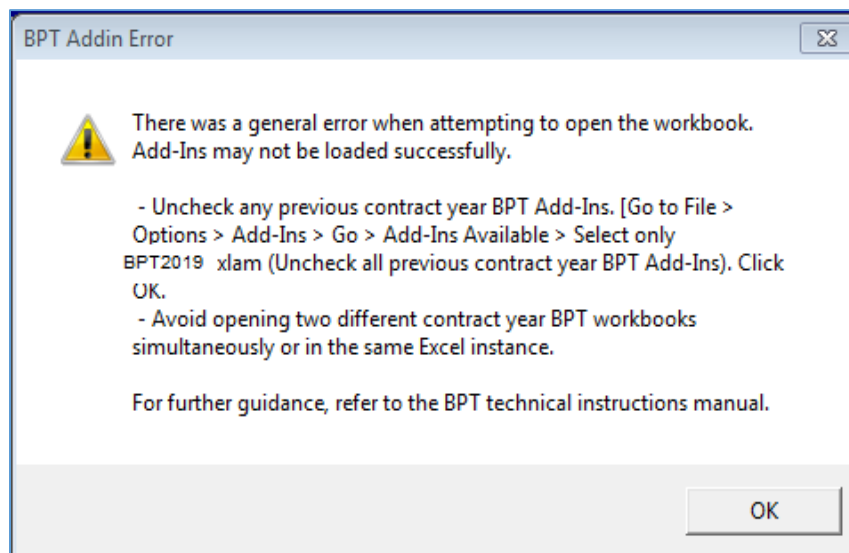 BPT Addin Error
There was a general error when attempting to open the workbook.
Add-Ins may not be loaded successfully.
- Uncheck any previous contract year BPT Add-Ins. [Go to File >
Options > Add-Ins > Go > Add-Ins Available > Select only
BPT2019 xlam (Uncheck all previous contract year BPT Add-Ins). Click
OK.
- Avoid opening two different contract year BPT workbooks
simultaneously or in the same Excel instance.
For further guidance, refer to the BPT technical instructions manual.
OK